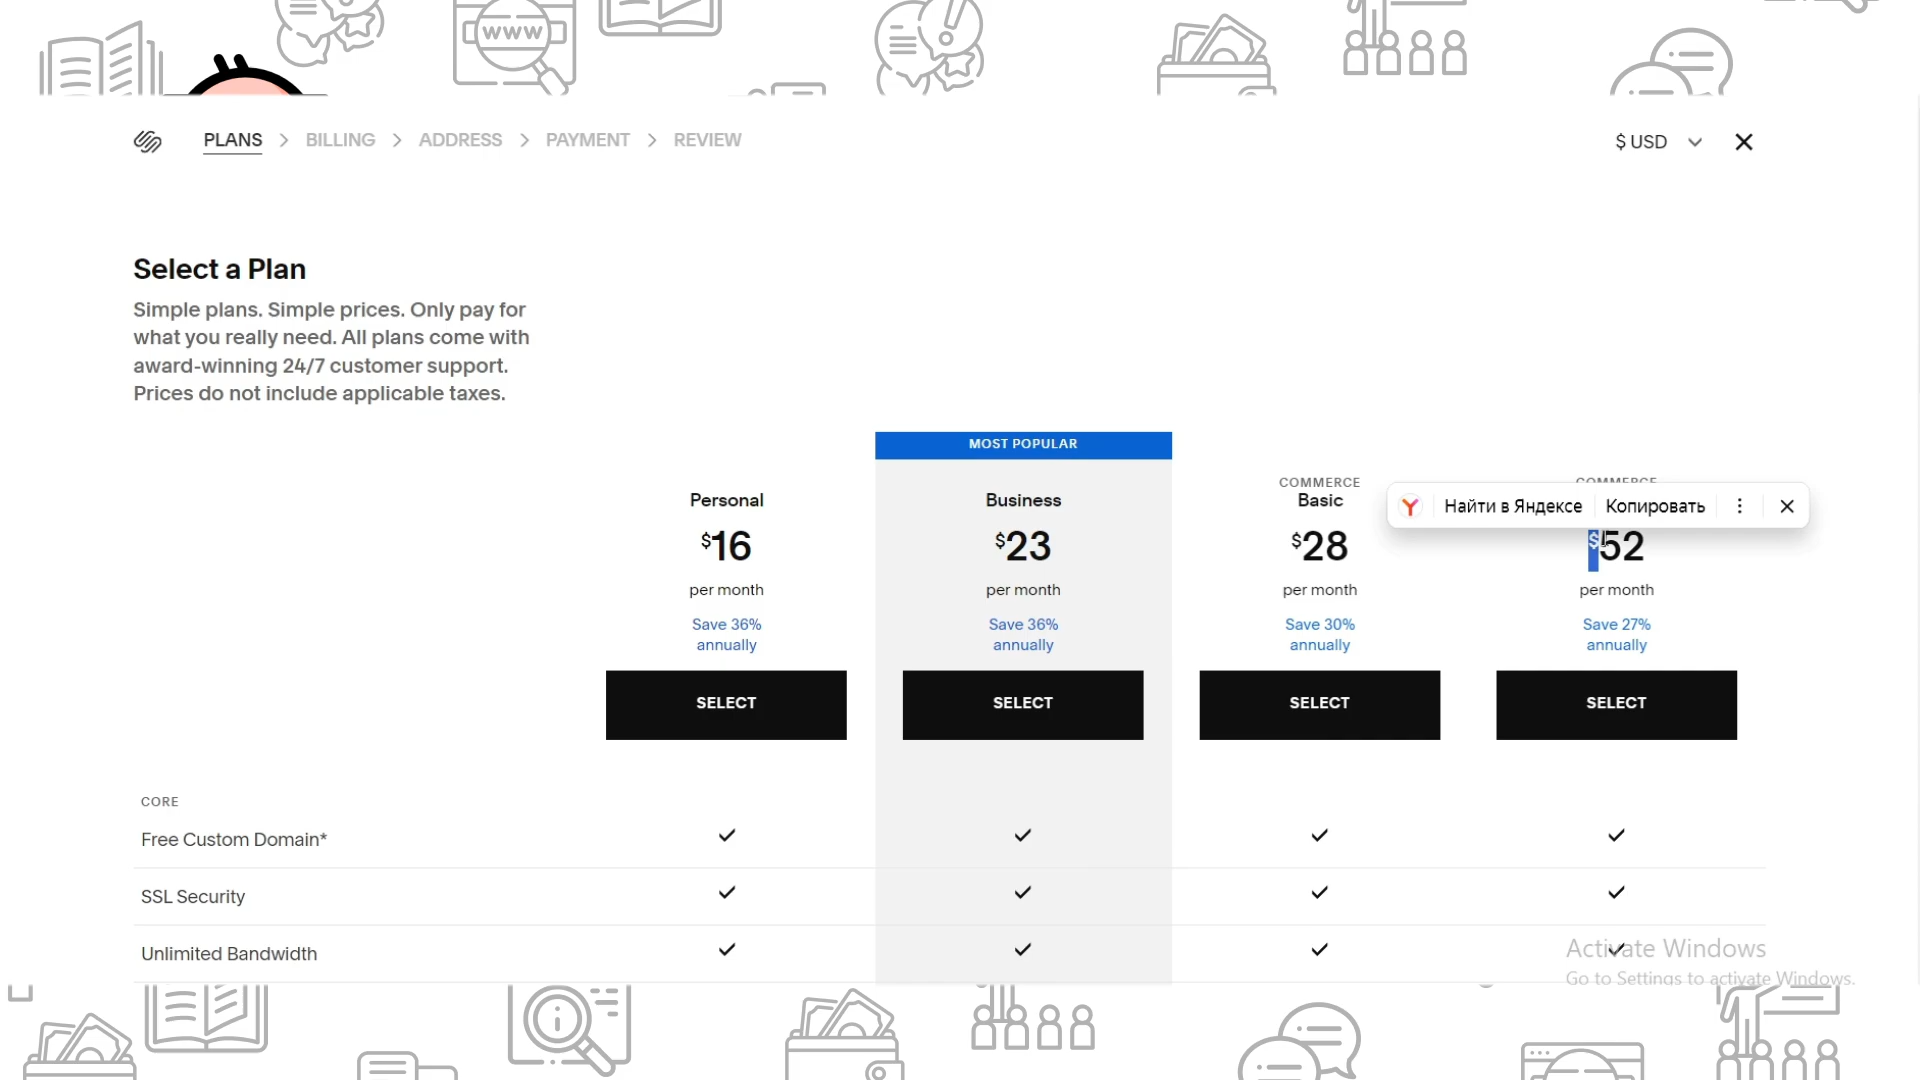 WWW
PLANS > BILLING > ADDRESS > PAYMENT > REVIEW
$ USD
Select a Plan
Simple plans. Simple prices. Only pay for
what you really need. All plans come with
award-winning 24/7 customer support.
Prices do not include applicable taxes.
MOST POPULAR
COMMERCE
COMMERCE
Personal
Business
Basic
Найти в Яндексе
Копировать
$16
$23
$28
$52
per month
per month
per month
per month
Save 36%
annually
Save 36%
annually
Save 30%
annually
Save 27%
annually
SELECT
SELECT
SELECT
SELECT
CORE
Free Custom Domain*
SSL Security
Unlimited Bandwidth
Activate Windows
Go to Settings to activate Windows.